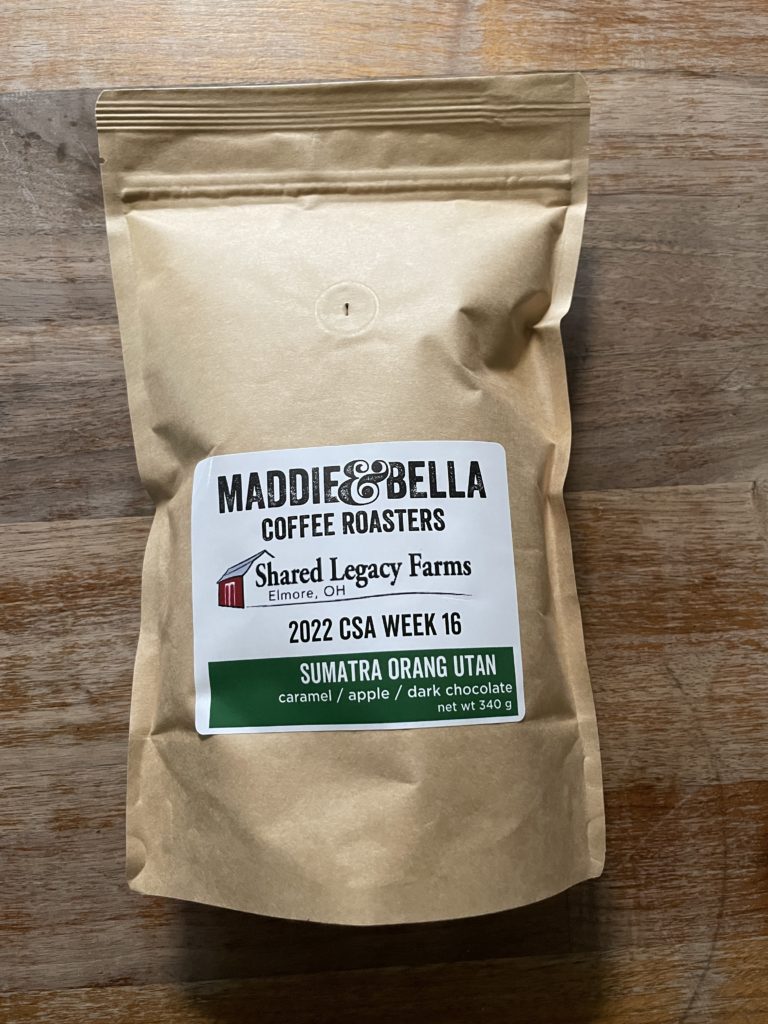 MADDIE&BELLA
COFFEE ROASTERS
Shared Legacy Farms
Elmore, OH
2022 CSA WEEK 16
SUMATRA ORANG UTAN
caramel / apple / dark chocolate
net wt 340 g